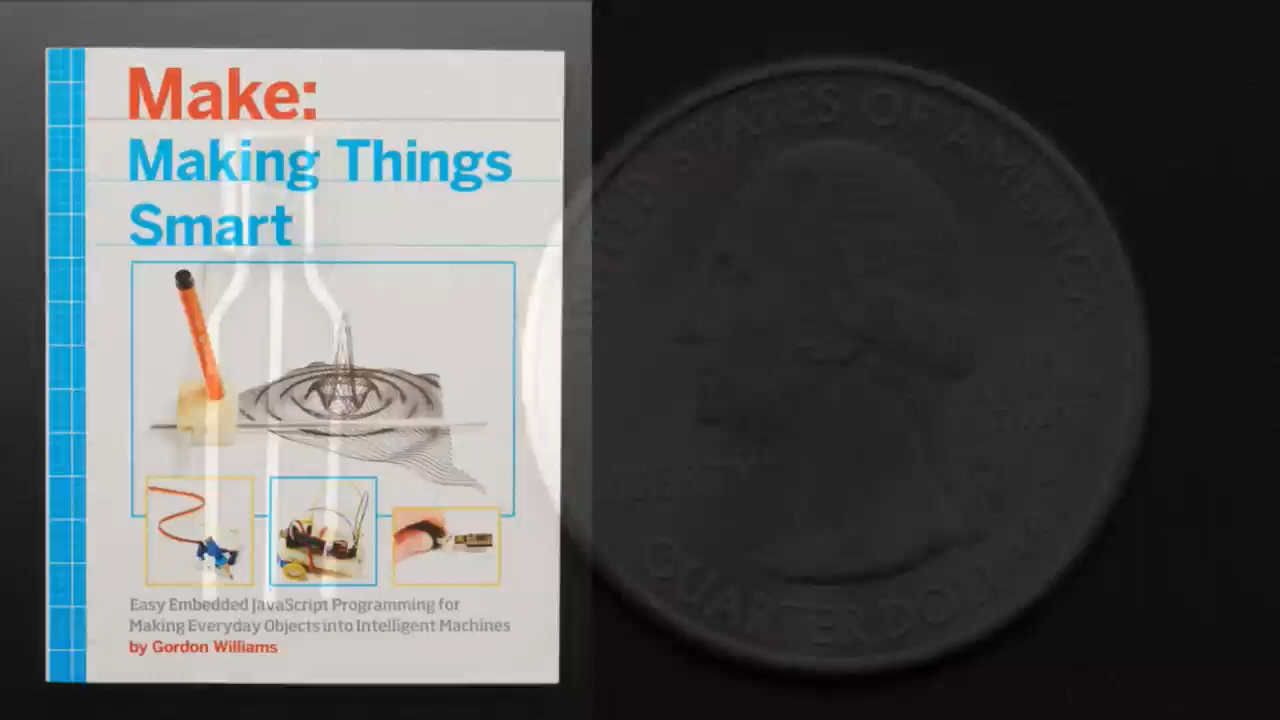 Make:
Making Things
Smart
Easy Embedded JavaScript Programming for
Making Everyday Objects into Intelligent Machines
by Gordon Williams
UNITED STATES OF AMERICA
QUARTER DOLLAR